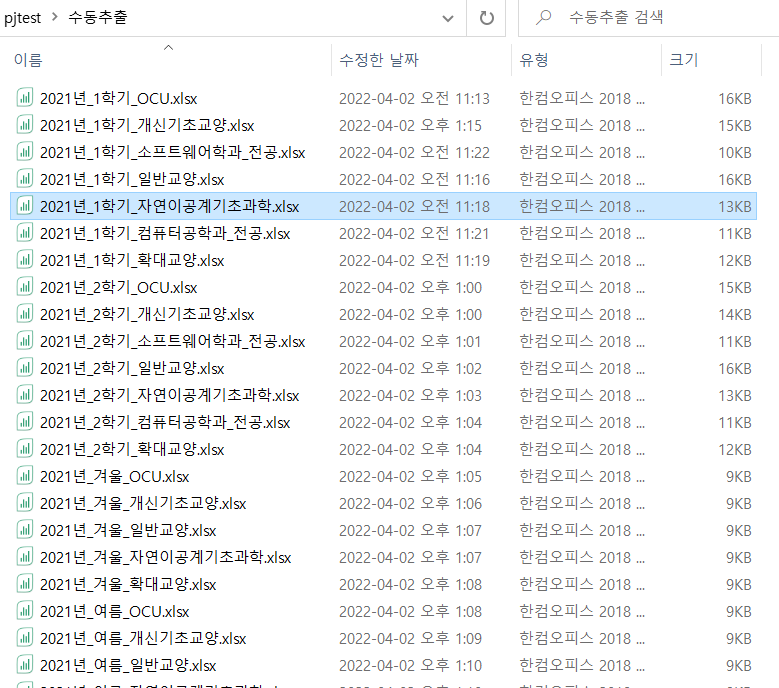 pjtest > 수동추출 수동추출 검색
이름 수정한 날짜 유형 크기
2021년_1학기_OCU.xlsx 2022-04-02 오전 11:13 한컴오피스 2018 ... 16KB
2021년_1학기_개신기초교양.xlsx 2022-04-02 오후 1:15 한컴오피스 2018 ... 15KB
2021년_1학기_소프트웨어학과_전공.xlsx 2022-04-02 오전 11:22 한컴오피스 2018 ... 10KB
2021년_1학기_일반교양.xlsx 2022-04-02 오전 11:16 한컴오피스 2018 ... 16KB
2021년_1학기_자연이공계기초과학.xlsx 2022-04-02 오전 11:18 한컴오피스 2018 ... 13KB
2021년_1학기_컴퓨터공학과_전공.xlsx 2022-04-02 오전 11:21 한컴오피스 2018 ... 11KB
2021년_1학기_확대교양.xlsx 2022-04-02 오전 11:19 한컴오피스 2018 ... 12KB
2021년_2학기_OCU.xlsx 2022-04-02 오후 1:00 한컴오피스 2018 ... 15KB
2021년_2학기_개신기초교양.xlsx 2022-04-02 오후 1:00 한컴오피스 2018 ... 14KB
2021년_2학기_소프트웨어학과_전공.xlsx 2022-04-02 오후 1:01 한컴오피스 2018 ... 11KB
2021년_2학기_일반교양.xlsx 2022-04-02 오후 1:02 한컴오피스 2018 ... 16KB
2021년_2학기_자연이공계기초과학.xlsx 2022-04-02 오후 1:03 한컴오피스 2018 ... 13KB
2021년_2학기_컴퓨터공학과_전공.xlsx 2022-04-02 오후 1:04 한컴오피스 2018 ... 11KB
2021년_2학기_확대교양.xlsx 2022-04-02 오후 1:04 한컴오피스 2018 ... 12KB
2021년_겨울_OCU.xlsx 2022-04-02 오후 1:05 한컴오피스 2018 ... 9KB
2021년_겨울_개신기초교양.xlsx 2022-04-02 오후 1:06 한컴오피스 2018 ... 9KB
2021년_겨울_일반교양.xlsx 2022-04-02 오후 1:07 한컴오피스 2018 ... 9KB
2021년_겨울_자연이공계기초과학.xlsx 2022-04-02 오후 1:07 한컴오피스 2018 ... 9KB
2021년_겨울_확대교양.xlsx 2022-04-02 오후 1:08 한컴오피스 2018 ... 9KB
2021년_여름_OCU.xlsx 2022-04-02 오후 1:08 한컴오피스 2018 ... 9KB
2021년_여름_개신기초교양.xlsx 2022-04-02 오후 1:09 한컴오피스 2018 ... 9KB
2021년_여름_일반교양.xlsx 2022-04-02 오후 1:10 한컴오피스 2018 ... 9KB